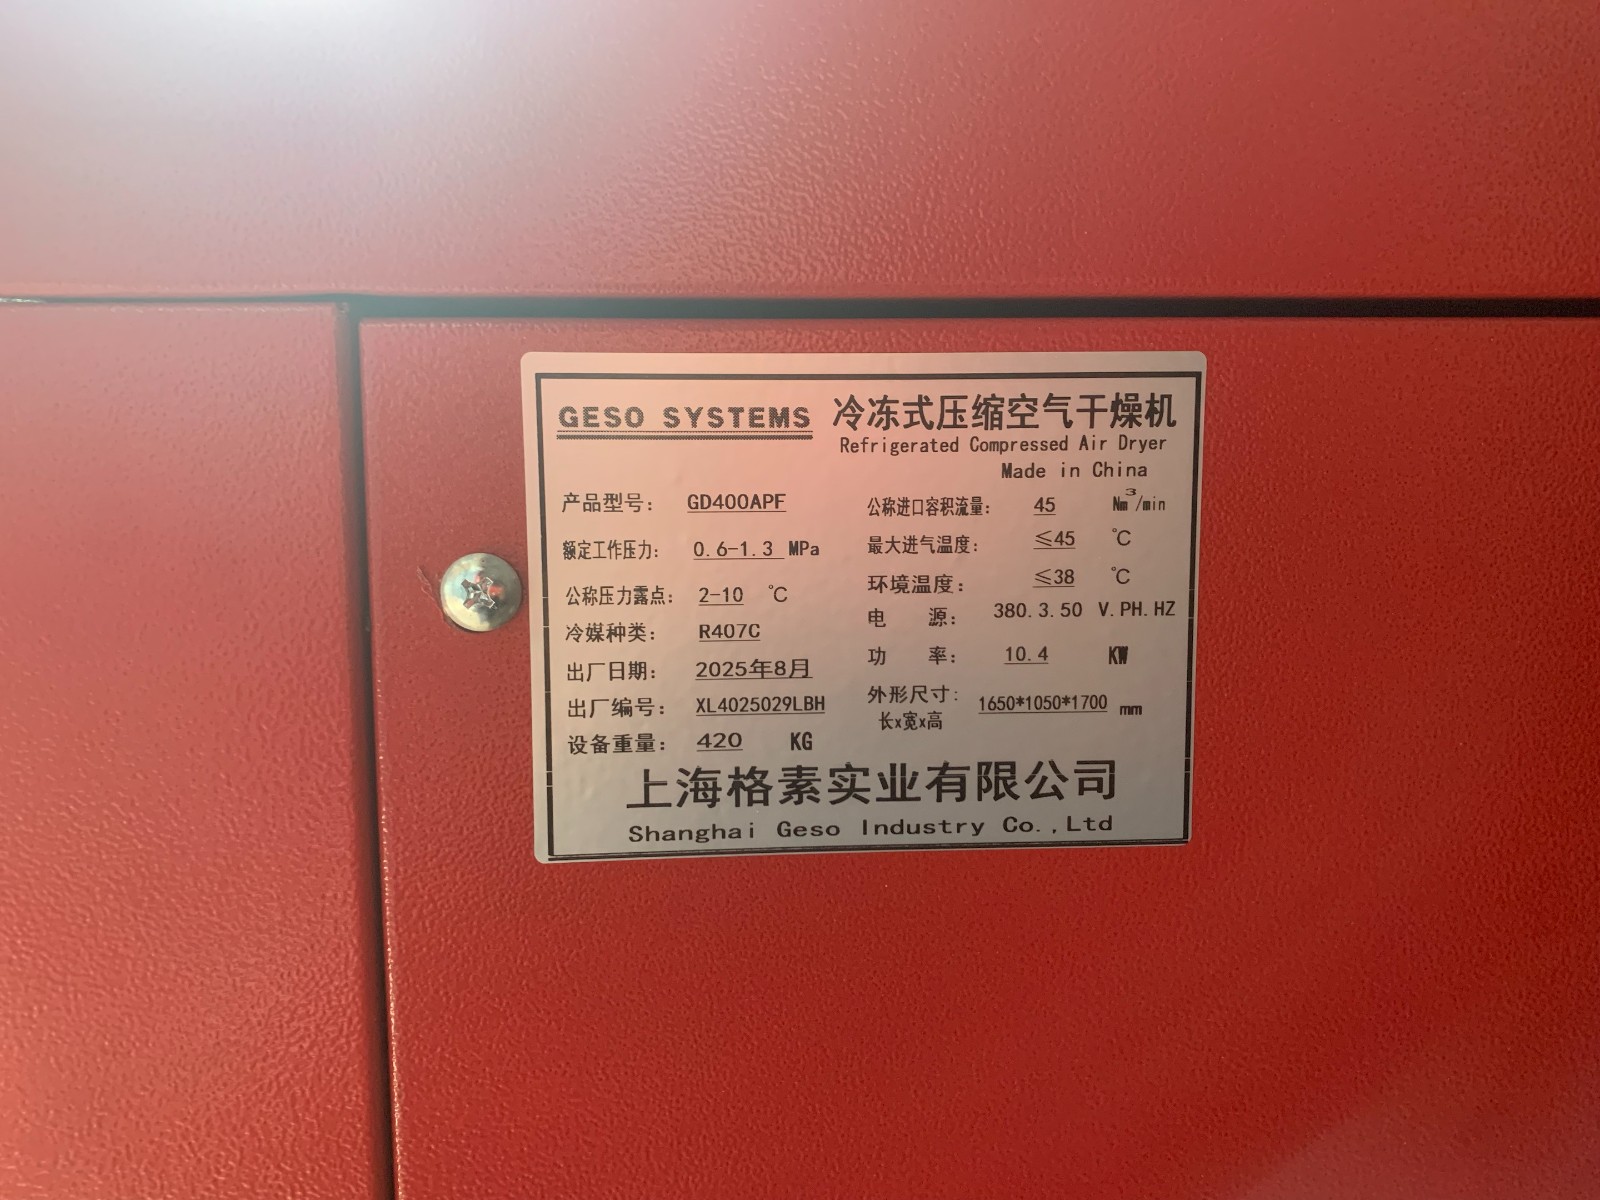 GESO SYSTEMS 冷冻式压缩空气干燥机
Refrigerated Compressed Air Dryer
Made in China
产品型号: GD400APF 公称进口容积流量: 45 Nm³/min
额定工作压力: 0.6-1.3 MPa 最大进气温度: ≤45 ℃
公称压力露点: 2-10 ℃ 环境温度: ≤38 ℃
冷媒种类: R407C 电 源: 380.3.50 V.PH.HZ
出厂日期: 2025年8月 功 率: 10.4 KW
出厂编号: XL4025029LBH 外形尺寸: 1650*1050*1700 mm
长x宽x高
设备重量: 420 KG
上海格素实业有限公司
Shanghai Geso Industry Co.,Ltd